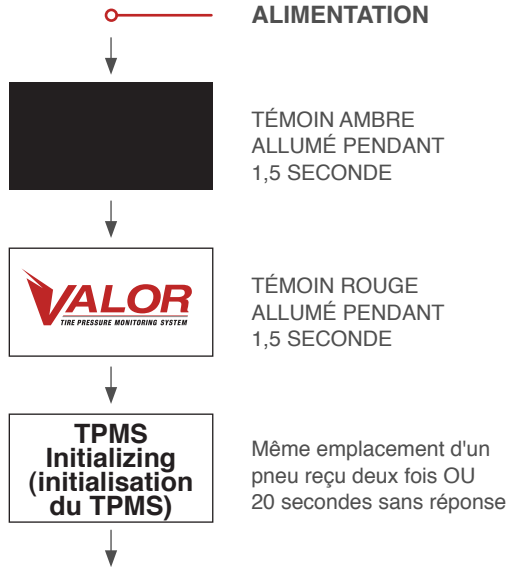 ALIMENTATION
TÉMOIN AMBRE
ALLUMÉ PENDANT
1,5 SECONDE
VALOR
TIRE PRESSURE MONITORING SYSTEM
TÉMOIN ROUGE
ALLUMÉ PENDANT
1,5 SECONDE
TPMS
Initializing
(initialisation
du TPMS)
Même emplacement d'un
pneu reçu deux fois OU
20 secondes sans réponse